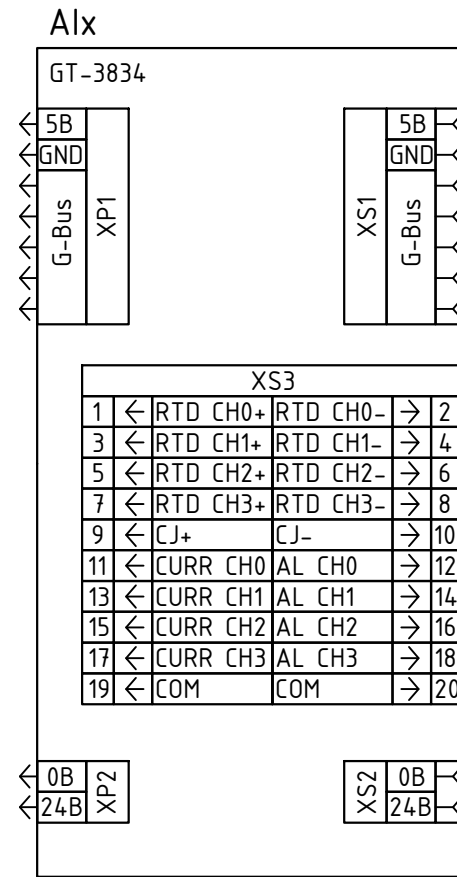 AIx
GT-3834
5В XP1 XS1 5В
GND GND
G-Bus G-Bus
XS3
1 RTD CH0+ RTD CH0- 2
3 RTD CH1+ RTD CH1- 4
5 RTD CH2+ RTD CH2- 6
7 RTD CH3+ RTD CH3- 8
9 CJ+ CJ- 10
11 CURR CH0 AL CH0 12
13 CURR CH1 AL CH1 14
15 CURR CH2 AL CH2 16
17 CURR CH3 AL CH3 18
19 COM COM 20
0В XP2 XS2 0В
24В 24В